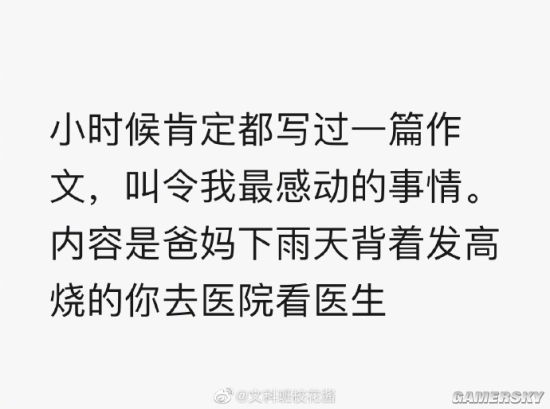 小时候肯定都写过一篇作
文，叫令我最感动的事情。
内容是爸妈下雨天背着发高
烧的你去医院看医生
@文科班校花酱
GAMERSKY